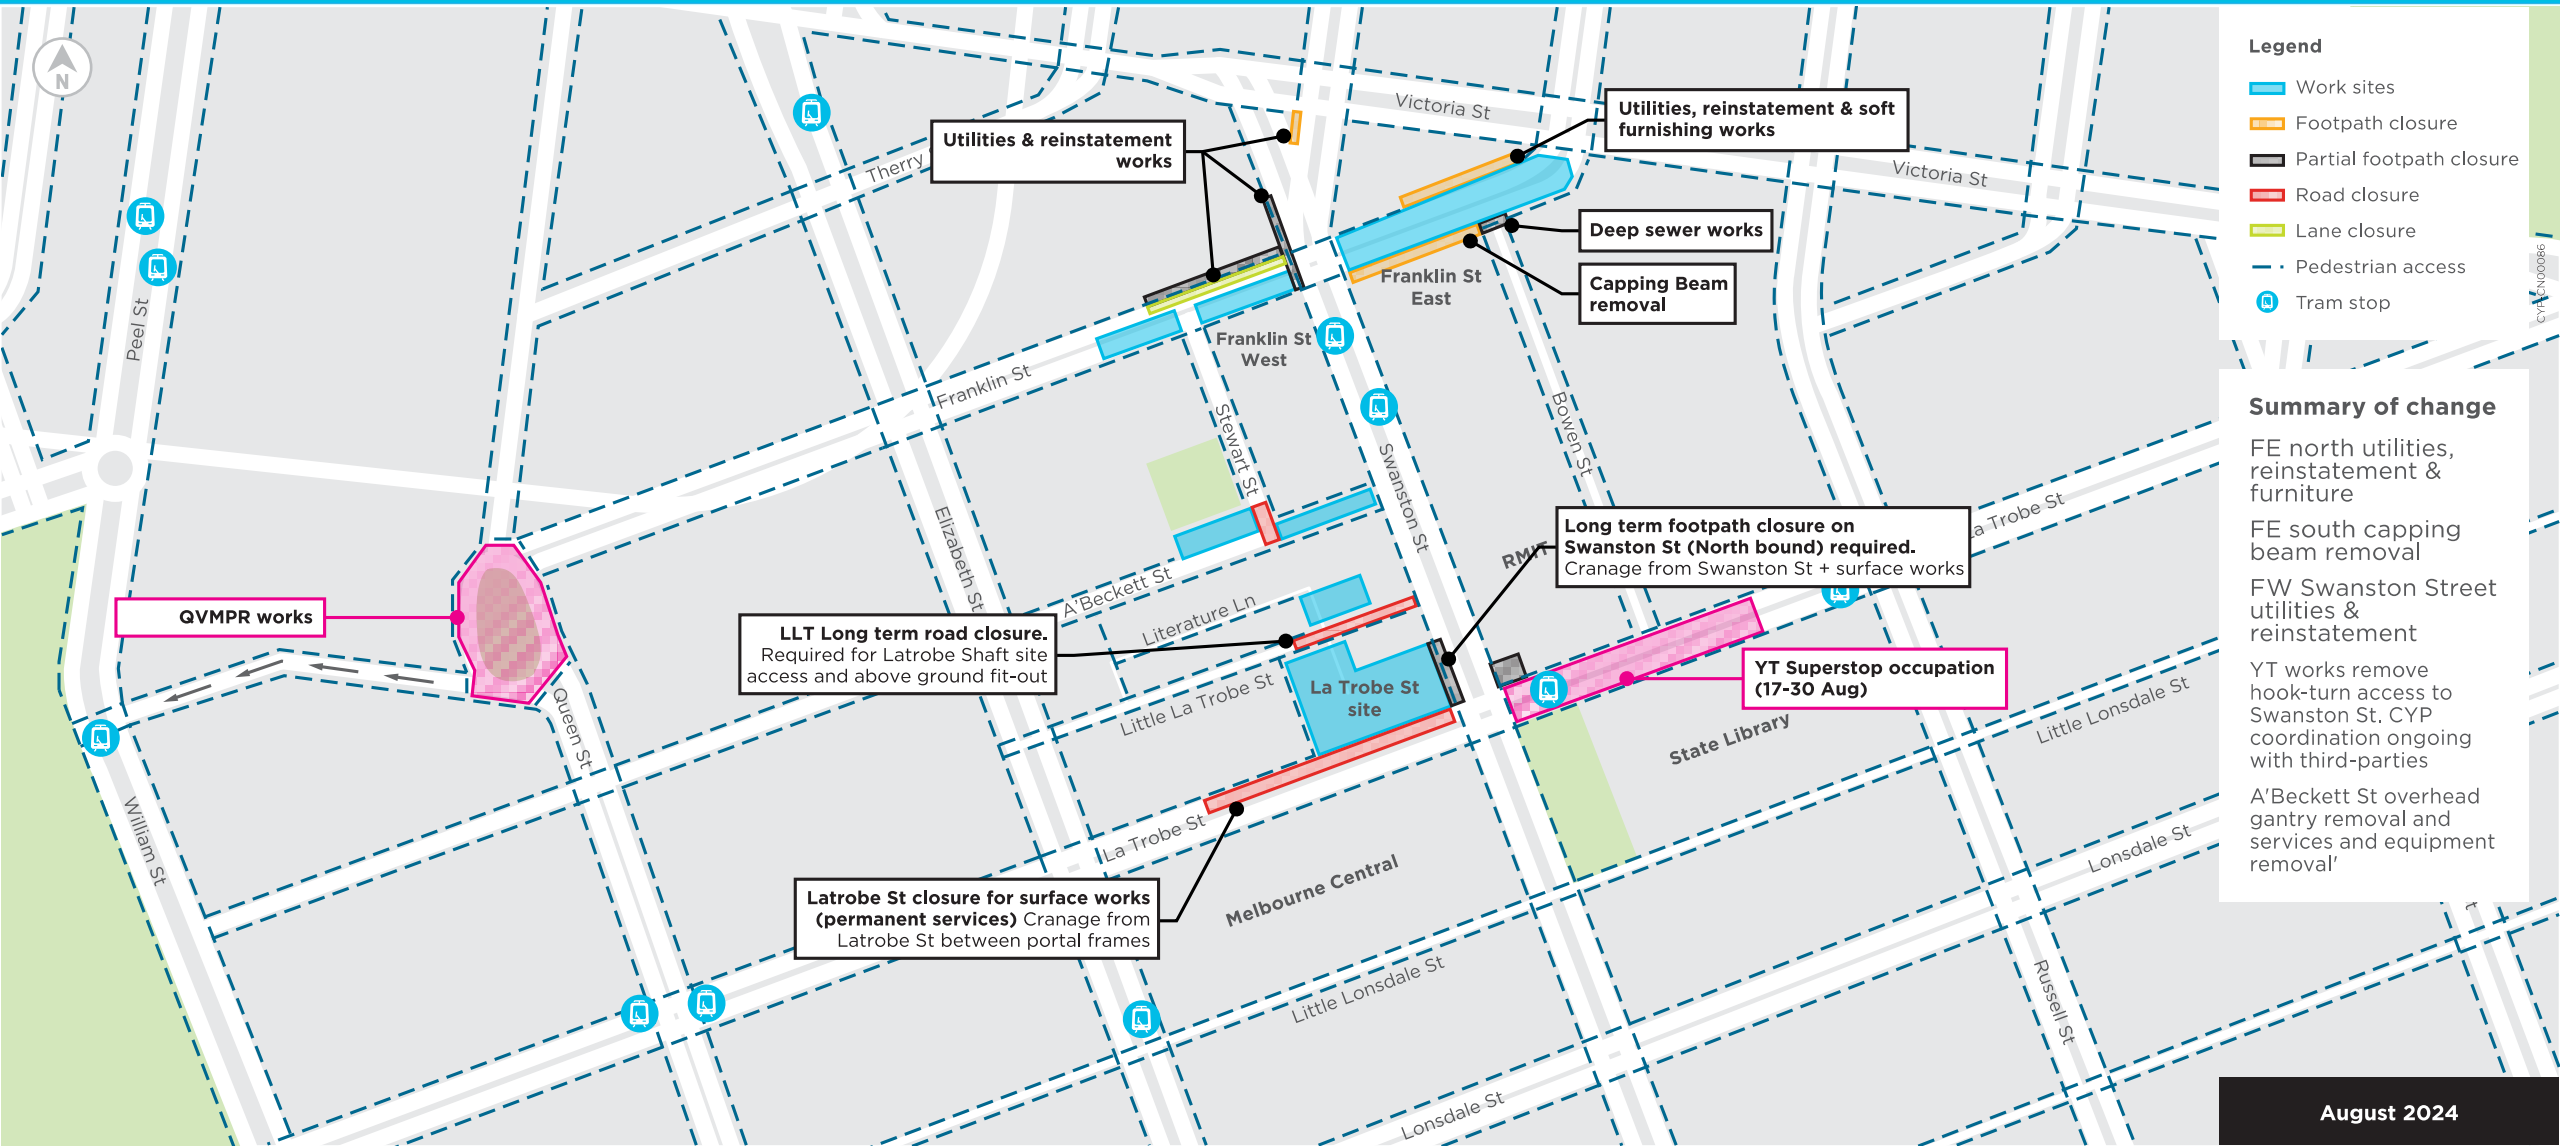 N
Peel St
Therry
Utilities & reinstatement
works
Victoria St
Utilities, reinstatement & soft
furnishing works
Victoria St
Deep sewer works
Capping Beam
removal
Franklin St
East
Franklin St
West
Franklin St
Stewart St
Bowen St
Swanston St
Elizabeth St
A'Beckett St
Literature Ln
Little La Trobe St
RMIT
Long term footpath closure on
Swanston St (North bound) required.
Cranage from Swanston St + surface works
a Trobe St
QVMPR works
LLT Long term road closure.
Required for Latrobe Shaft site
access and above ground fit-out
La Trobe St
site
YT Superstop occupation
(17-30 Aug)
State Library
Little Lonsdale St
Queen St
William St
La Trobe St
Latrobe St closure for surface works
(permanent services) Cranage from
Latrobe St between portal frames
Melbourne Central
Little Lonsdale St
Lonsdale St
Lonsdale St
Russell St
t
Legend
Work sites
Footpath closure
Partial footpath closure
Road closure
Lane closure
Pedestrian access
Tram stop
Summary of change
FE north utilities,
reinstatement &
furniture
FE south capping
beam removal
FW Swanston Street
utilities &
reinstatement
YT works remove
hook-turn access to
Swanston St. CYP
coordination ongoing
with third-parties
A'Beckett St overhead
gantry removal and
services and equipment
removal'
August 2024